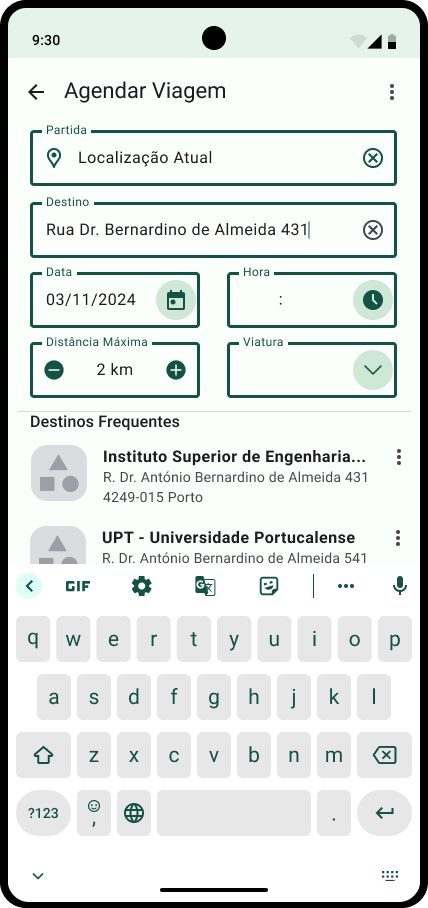 9:30
Agendar Viagem
Partida
Localização Atual
Destino
Rua Dr. Bernardino de Almeida 431
Data
Hora
03/11/2024
:
Distância Máxima
Viatura
2 km
Destinos Frequentes
Instituto Superior de Engenharia...
R. Dr. António Bernardino de Almeida 431
4249-015 Porto
UPT - Universidade Portucalense
R. Dr. António Bernardino de Almeida 541
GIF
q w e r t y u i o p
a s d f g h j k l
z x c v b n m
?123 , .